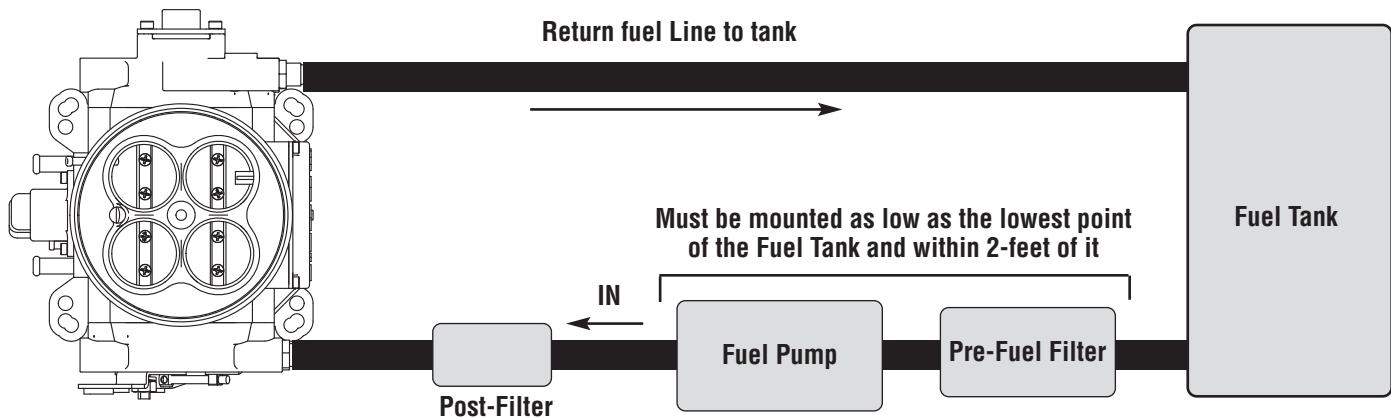 Return fuel Line to tank
Fuel Tank
Must be mounted as low as the lowest point
of the Fuel Tank and within 2-feet of it
IN
Fuel Pump
Pre-Fuel Filter
Post-Filter